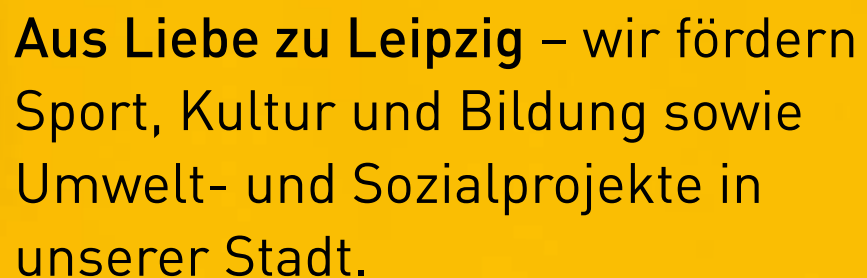 Aus Liebe zu Leipzig – wir fördern
Sport, Kultur und Bildung sowie
Umwelt- und Sozialprojekte in
unserer Stadt.